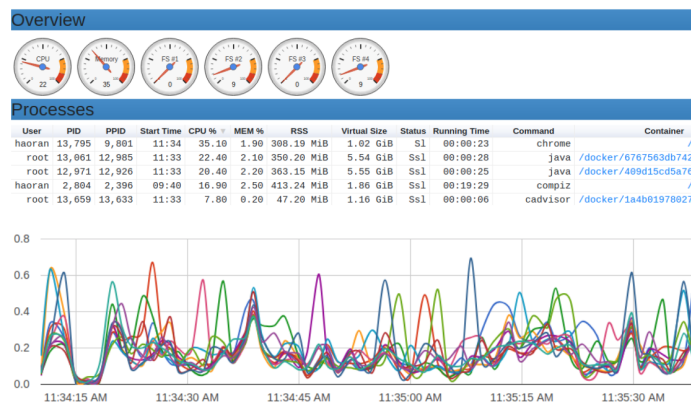 Overview
CPU Memory FS #1 FS #2 FS #3 FS #4
22 35 0 9 0 9
Processes
User PID PPID Start Time CPU % ▼ MEM % RSS Virtual Size Status Running Time Command Container
haoran 13,795 9,801 11:34 35.10 1.90 308.19 MiB 1.02 GiB Sl 00:00:23 chrome /
root 13,061 12,985 11:33 22.40 2.10 350.20 MiB 5.54 GiB Ssl 00:00:28 java /docker/6767563db742
root 12,971 12,926 11:33 20.40 2.20 363.15 MiB 5.55 GiB Ssl 00:00:25 java /docker/409d15cd5a76
haoran 2,804 2,396 09:40 16.90 2.50 413.24 MiB 1.86 GiB Ssl 00:19:29 compiz /
root 13,659 13,633 11:33 7.80 0.20 47.20 MiB 1.16 GiB Ssl 00:00:06 cadvisor /docker/1a4b01978027
0.8
0.6
0.4
0.2
0.0
11:34:15 AM 11:34:30 AM 11:34:45 AM 11:35:00 AM 11:35:15 AM 11:35:30 AM